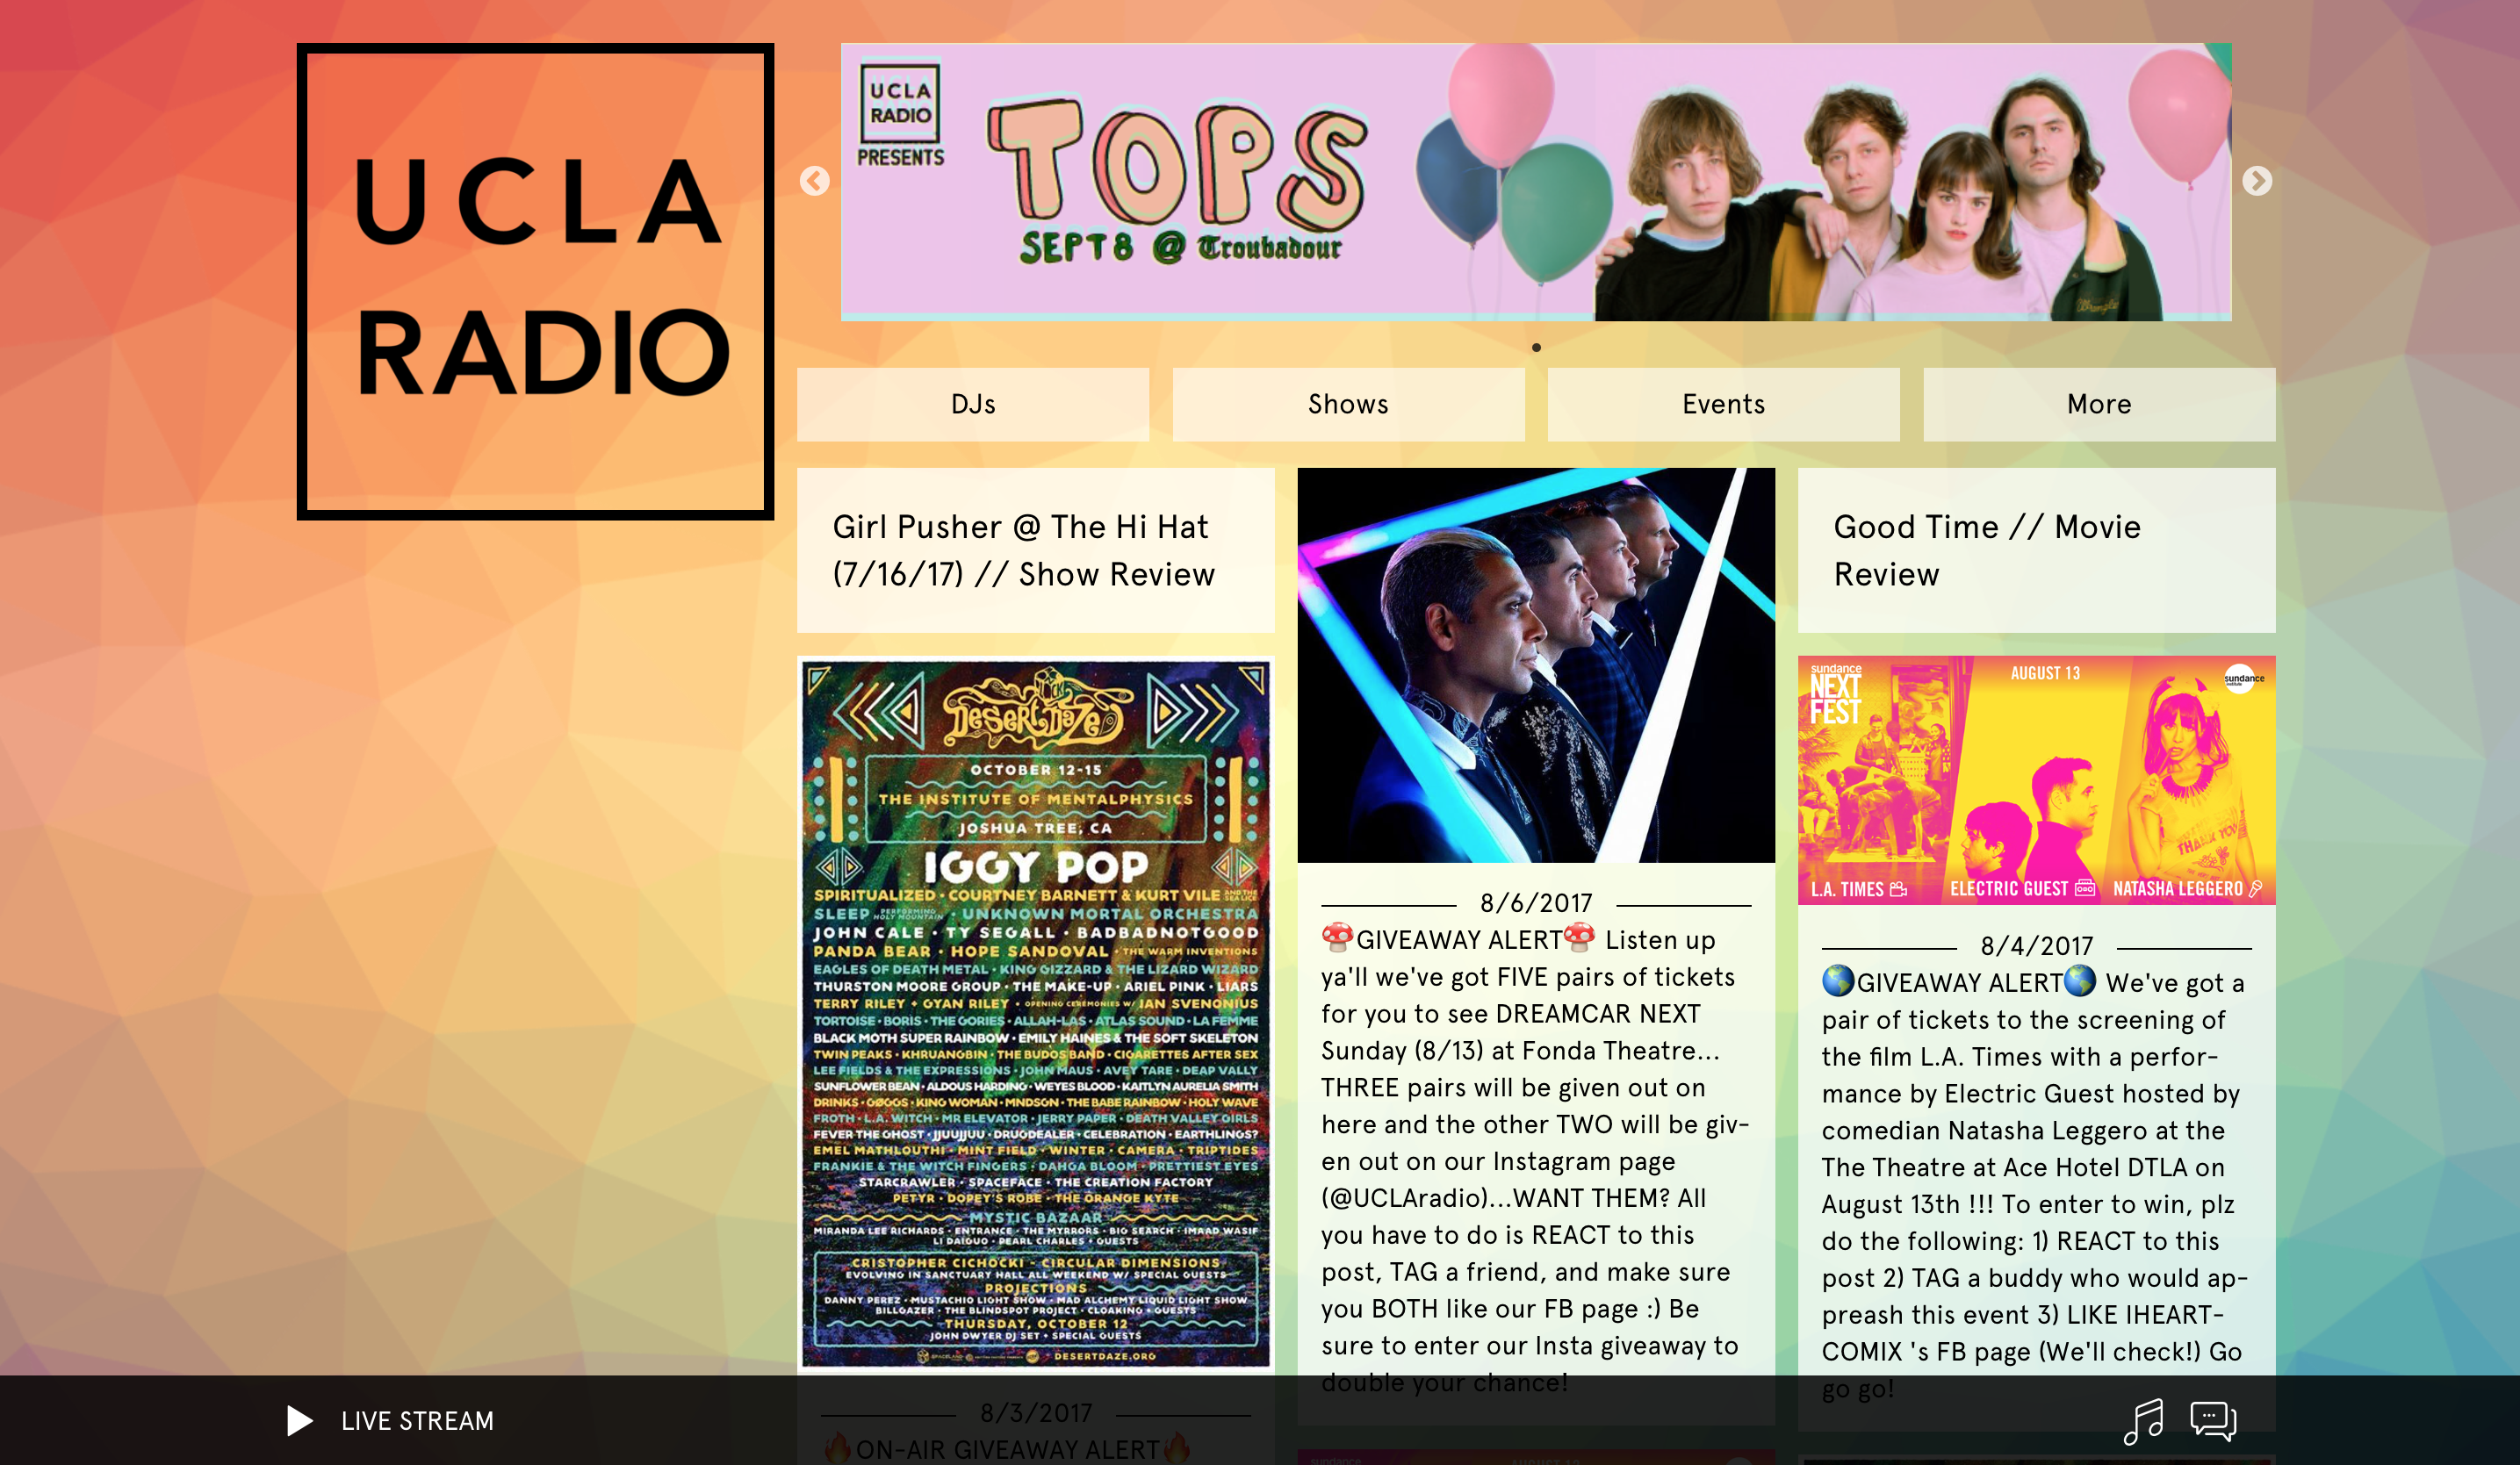 UCLA
RADIO
UCLA
RADIO
PRESENTS
TOPS
SEPT 8 @ Troubadour
Wrangler
DJs
Shows
Events
More
Girl Pusher @ The Hi Hat
(7/16/17) // Show Review
DESERT DAZE
OCTOBER 12-15
THE INSTITUTE OF MENTALPHYSICS
JOSHUA TREE, CA
IGGY POP
SPIRITUALIZED • COURTNEY BARNETT & KURT VILE AND THE SEA LICE
SLEEP PERFORMING HOLY MOUNTAIN • UNKNOWN MORTAL ORCHESTRA
JOHN CALE • TY SEGALL • BADBADNOTGOOD
PANDA BEAR • HOPE SANDOVAL • THE WARM INVENTIONS
EAGLES OF DEATH METAL • KING GIZZARD & THE LIZARD WIZARD
THURSTON MOORE GROUP • THE MAKE-UP • ARIEL PINK • LIARS
TERRY RILEY + GYAN RILEY • OPENING CEREMONIES W/ IAN SVENONIUS
TORTOISE • BORIS • THE GORIES • ALLAH-LAS • ATLAS SOUND • LA FEMME
BLACK MOTH SUPER RAINBOW • EMILY HAINES & THE SOFT SKELETON
TWIN PEAKS • KHRUANGBIN • THE BUDOS BAND • CIGARETTES AFTER SEX
LEE FIELDS & THE EXPRESSIONS • JOHN MAUS • AVEY TARE • DEAP VALLY
SUNFLOWER BEAN • ALDOUS HARDING • WEYES BLOOD • KAITLYN AURELIA SMITH
DRINKS • GØGGS • KING WOMAN • MNDSGN • THE BABE RAINBOW • HOLY WAVE
FROTH • L.A. WITCH • MR ELEVATOR • JERRY PAPER • DEATH VALLEY GIRLS
FEVER THE GHOST • JJUUJJUU • DRUGDEALER • CELEBRATION • EARTHLINGS?
EMEL MATHLOUTHI • MINT FIELD • WINTER • CAMERA • TRIPTIDES
FRANKIE & THE WITCH FINGERS • DAHGA BLOOM • PRETTIEST EYES
STARCRAWLER • SPACEFACE • THE CREATION FACTORY
PETYR • DOPEY'S ROBE • THE ORANGE KYTE
MYSTIC BAZAAR
MIRANDA LEE RICHARDS • ENTRANCE • THE MYRRORS • BIG SEARCH • IMAAD WASIF
LI DAIGUO • PEARL CHARLES • GUESTS
CRISTOPHER CICHOCKI - CIRCULAR DIMENSIONS
EVOLVING IN SANCTUARY HALL ALL WEEKEND W/ SPECIAL GUESTS
PROJECTIONS
DANNY PEREZ • MUSTACHIO LIGHT SHOW • MAD ALCHEMY LIQUID LIGHT SHOW
BILLGAZER • THE BLINDSPOT PROJECT • CLOAKING • GUESTS
THURSDAY, OCTOBER 12
JOHN DWYER DJ SET • SPECIAL GUESTS
SPACELAND
DESERTDAZE.ORG
8/3/2017
🔥ON-AIR GIVEAWAY ALERT🔥
8/6/2017
🍄GIVEAWAY ALERT🍄 Listen up
ya'll we've got FIVE pairs of tickets
for you to see DREAMCAR NEXT
Sunday (8/13) at Fonda Theatre...
THREE pairs will be given out on
here and the other TWO will be giv-
en out on our Instagram page
(@UCLAradio)...WANT THEM? All
you have to do is REACT to this
post, TAG a friend, and make sure
you BOTH like our FB page :) Be
sure to enter our Insta giveaway to
double your chance!
Good Time // Movie
Review
sundance
NEXT
FEST
AUGUST 13
sundance
institute
THANK YOU
L.A. TIMES
ELECTRIC GUEST
NATASHA LEGGERO
8/4/2017
🌎GIVEAWAY ALERT🌎 We've got a
pair of tickets to the screening of
the film L.A. Times with a perfor-
mance by Electric Guest hosted by
comedian Natasha Leggero at the
The Theatre at Ace Hotel DTLA on
August 13th !!! To enter to win, plz
do the following: 1) REACT to this
post 2) TAG a buddy who would ap-
preash this event 3) LIKE IHEART-
COMIX 's FB page (We'll check!) Go
go go!
sundance
AUGUST 13
LIVE STREAM